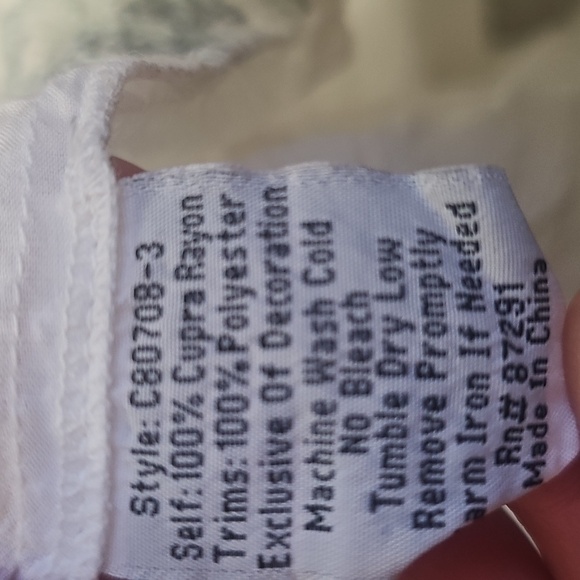 Style: C80708-3
Self: 100% Cupra Rayon
Trims: 100% Polyester
Exclusive Of Decoration
Machine Wash Cold
No Bleach
Tumble Dry Low
Remove Promptly
arm Iron If Needed
Rn# 87291
Made In China